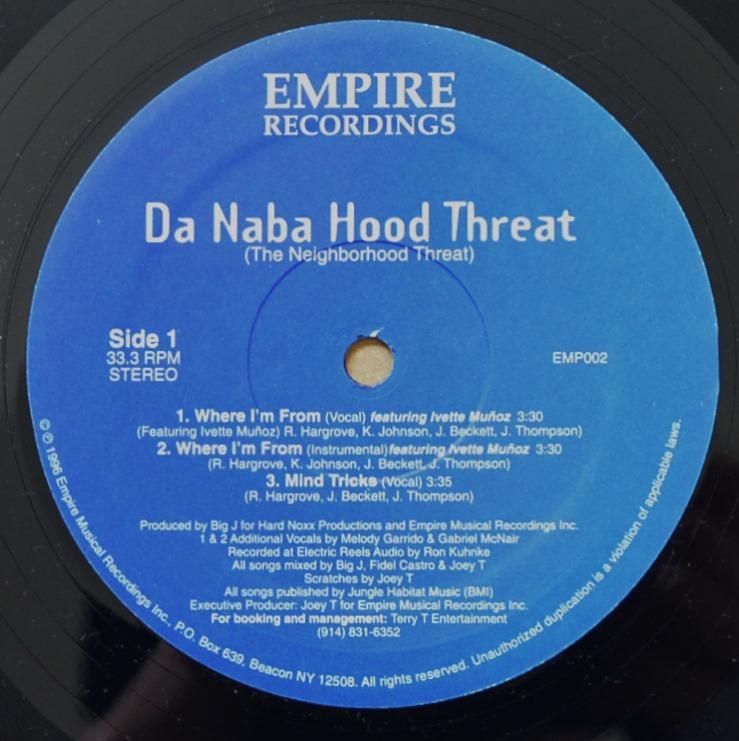 EMPIRE
RECORDINGS
Da Naba Hood Threat
(The Neighborhood Threat)
Side 1
33.3 RPM
STEREO
EMP002
1. Where I'm From (Vocal) featuring Ivette Muñoz 3:30
(Featuring Ivette Muñoz) R. Hargrove, K. Johnson, J. Beckett, J. Thompson)
2. Where I'm From (Instrumental) featuring Ivette Muñoz 3:30
(R. Hargrove, K. Johnson, J. Beckett, J. Thompson)
3. Mind Tricks (Vocal) 3:35
(R. Hargrove, J. Beckett, J. Thompson)
Produced by Big J for Hard Noxx Productions and Empire Musical Recordings Inc.
1 & 2 Additional Vocals by Melody Garrido & Gabriel McNair
Recorded at Electric Reels Audio by Ron Kuhnke
All songs mixed by Big J, Fidel Castro & Joey T
Scratches by Joey T
All songs published by Jungle Habitat Music (BMI)
Executive Producer: Joey T for Empire Musical Recordings Inc.
For booking and management: Terry T Entertainment
(914) 831-6352
© ℗ 1996 Empire Musical Recordings Inc., P.O. Box 639, Beacon NY 12508. All rights reserved. Unauthorized duplication is a violation of applicable laws.